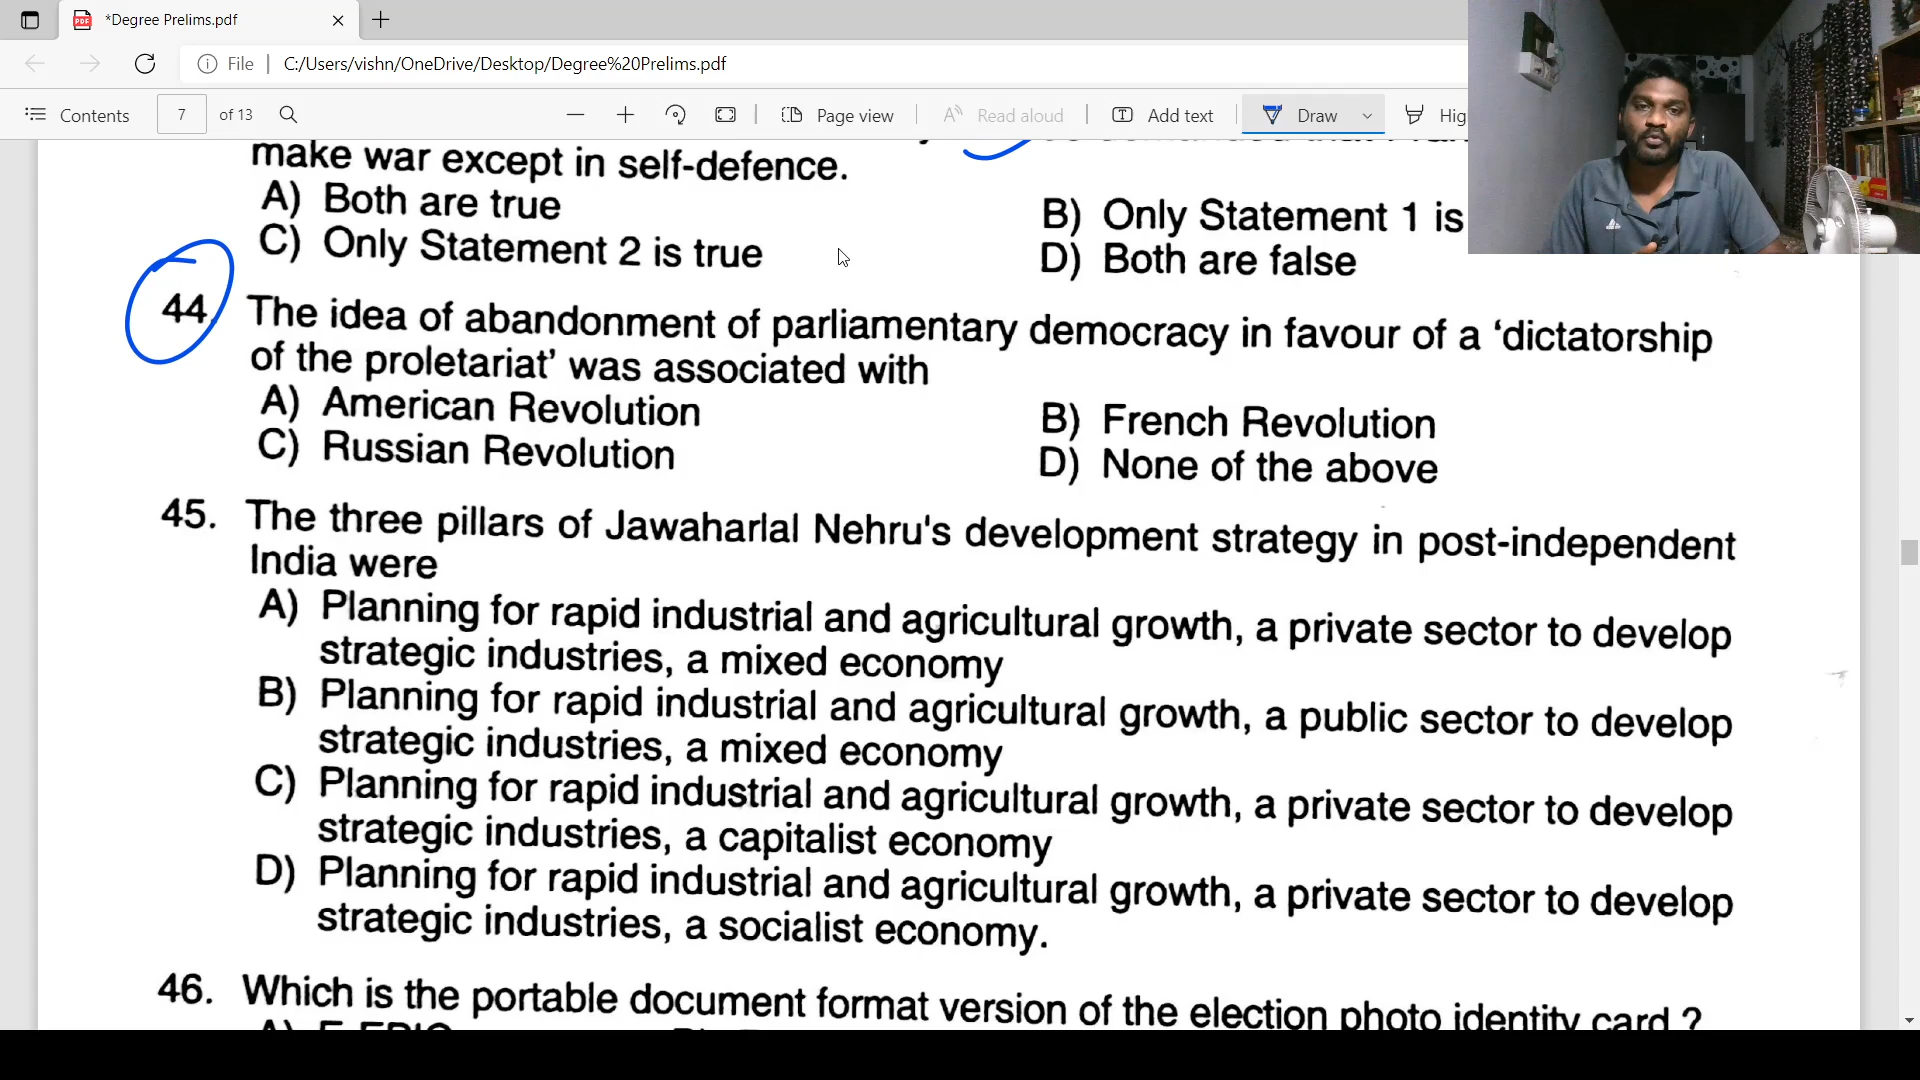 *Degree Prelims.pdf
File C:/Users/vishn/OneDrive/Desktop/Degree%20Prelims.pdf
Contents 7 of 13 Page view Read aloud Add text Draw Hig
make war except in self-defence.
A) Both are true
B) Only Statement 1 is
C) Only Statement 2 is true
D) Both are false
44. The idea of abandonment of parliamentary democracy in favour of a ‘dictatorship
of the proletariat’ was associated with
A) American Revolution
B) French Revolution
C) Russian Revolution
D) None of the above
45. The three pillars of Jawaharlal Nehru's development strategy in post-independent
India were
A) Planning for rapid industrial and agricultural growth, a private sector to develop
strategic industries, a mixed economy
B) Planning for rapid industrial and agricultural growth, a public sector to develop
strategic industries, a mixed economy
C) Planning for rapid industrial and agricultural growth, a private sector to develop
strategic industries, a capitalist economy
D) Planning for rapid industrial and agricultural growth, a private sector to develop
strategic industries, a socialist economy.
46. Which is the portable document format version of the election photo identity card ?